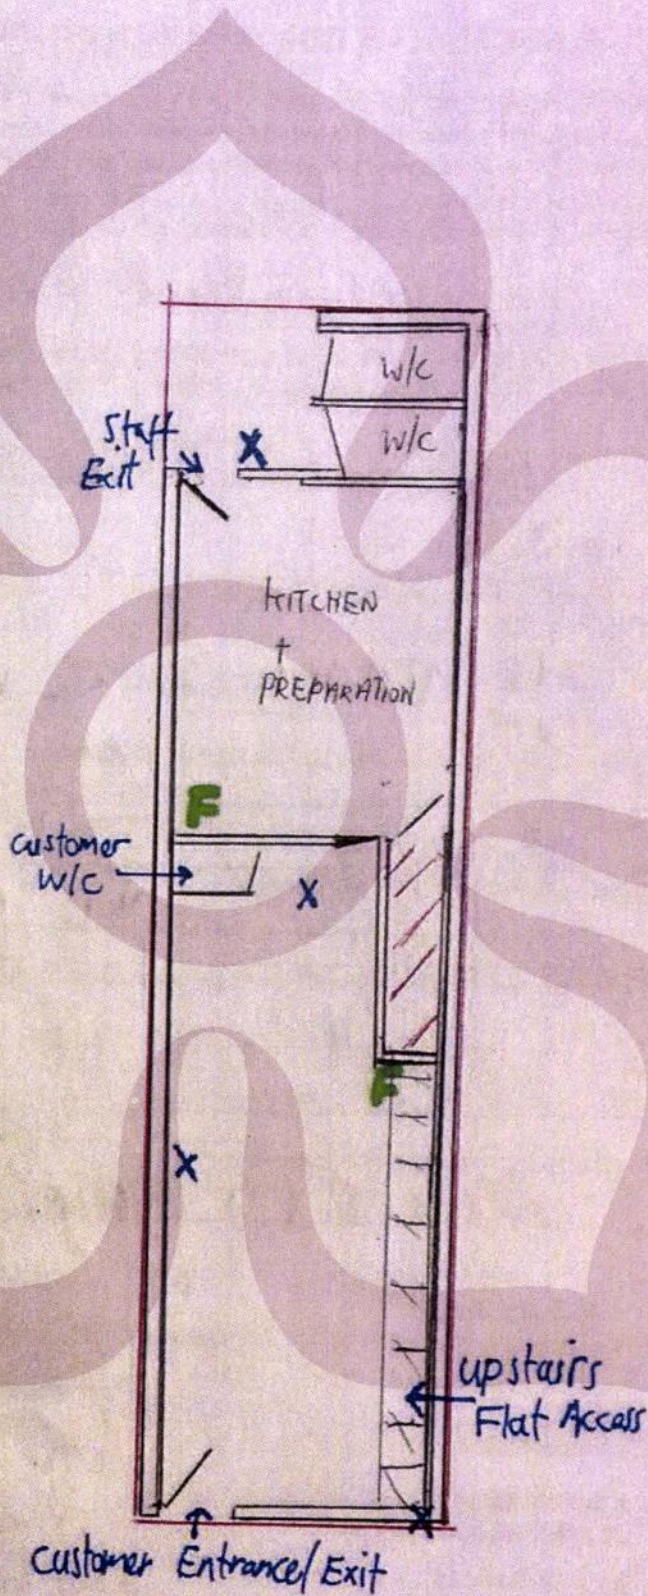 W/C
W/C
Staff
Exit
X
KITCHEN
+
PREPARATION
F
customer
W/C
X
F
X
upstairs
Flat Access
X
customer Entrance/Exit